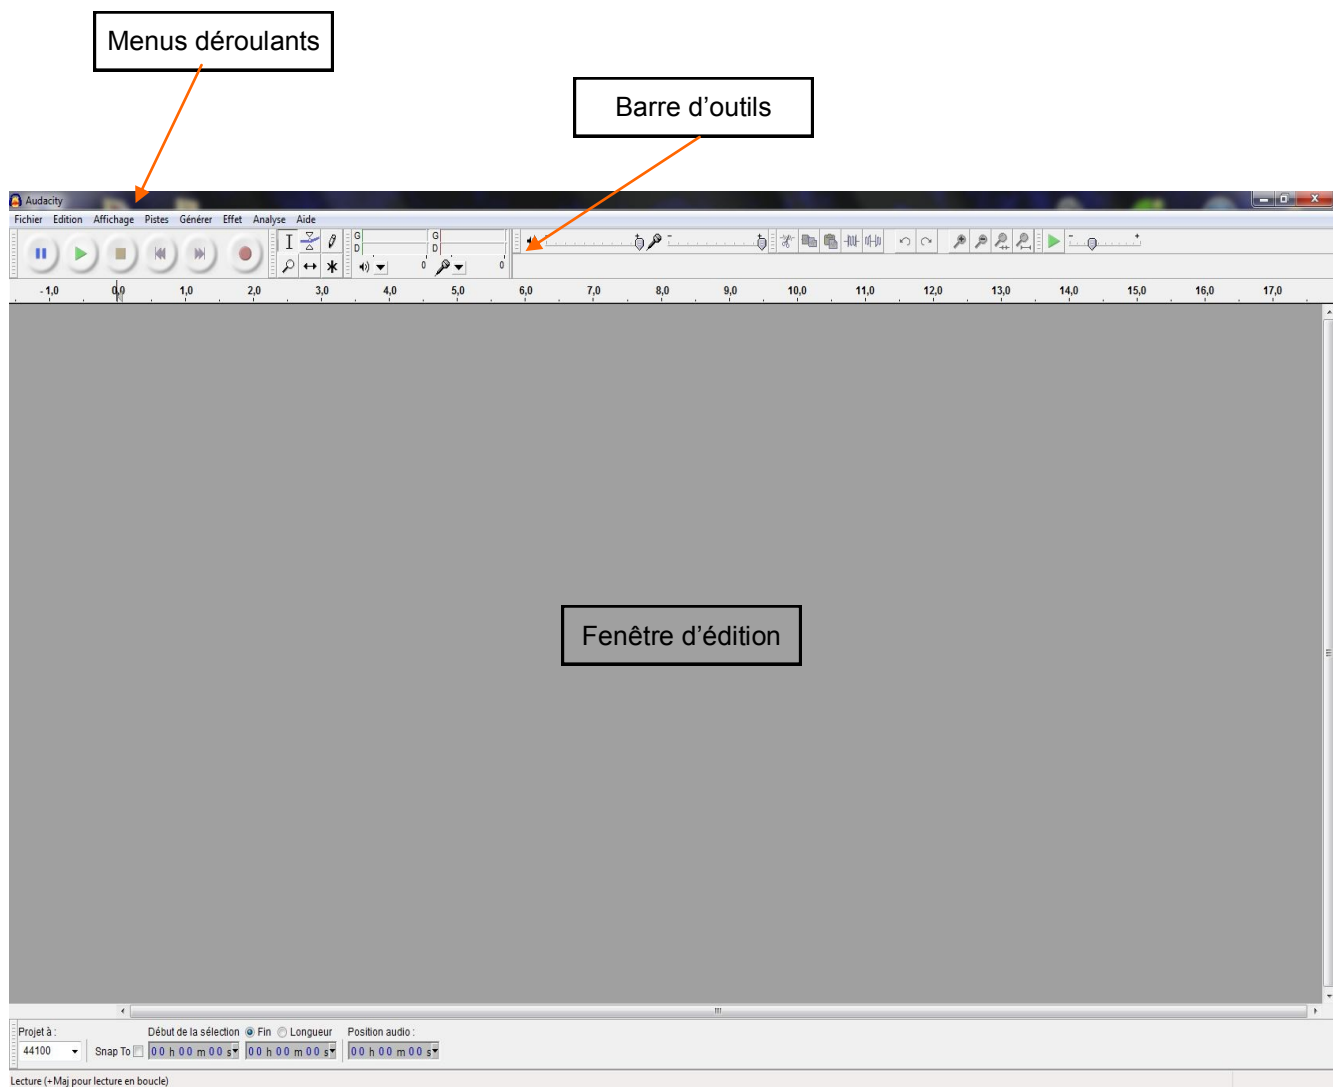 Menus déroulants
Barre d’outils
Audacity
Fichier Edition Affichage Pistes Générer Effet Analyse Aide
G G
D D
0 0
- + - + - +
- 1,0 0,0 1,0 2,0 3,0 4,0 5,0 6,0 7,0 8,0 9,0 10,0 11,0 12,0 13,0 14,0 15,0 16,0 17,0
Fenêtre d’édition
Projet à : Début de la sélection Fin Longueur Position audio :
44100 Snap To 00 h 00 m 00 s 00 h 00 m 00 s 00 h 00 m 00 s
Lecture (+Maj pour lecture en boucle)